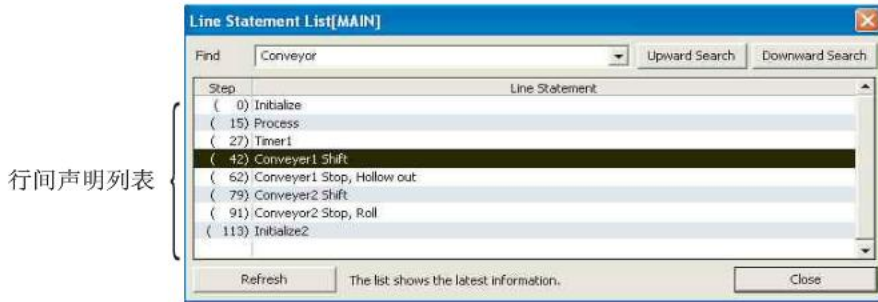 Line Statement List[MAIN]
Find Conveyor Upward Search Downward Search
Step Line Statement
( 0) Initialize
( 15) Process
( 27) Timer1
( 42) Conveyer1 Shift
( 62) Conveyer1 Stop, Hollow out
( 79) Conveyer2 Shift
( 91) Conveyor2 Stop, Roll
( 113) Initialize2
行间声明列表
Refresh The list shows the latest information. Close